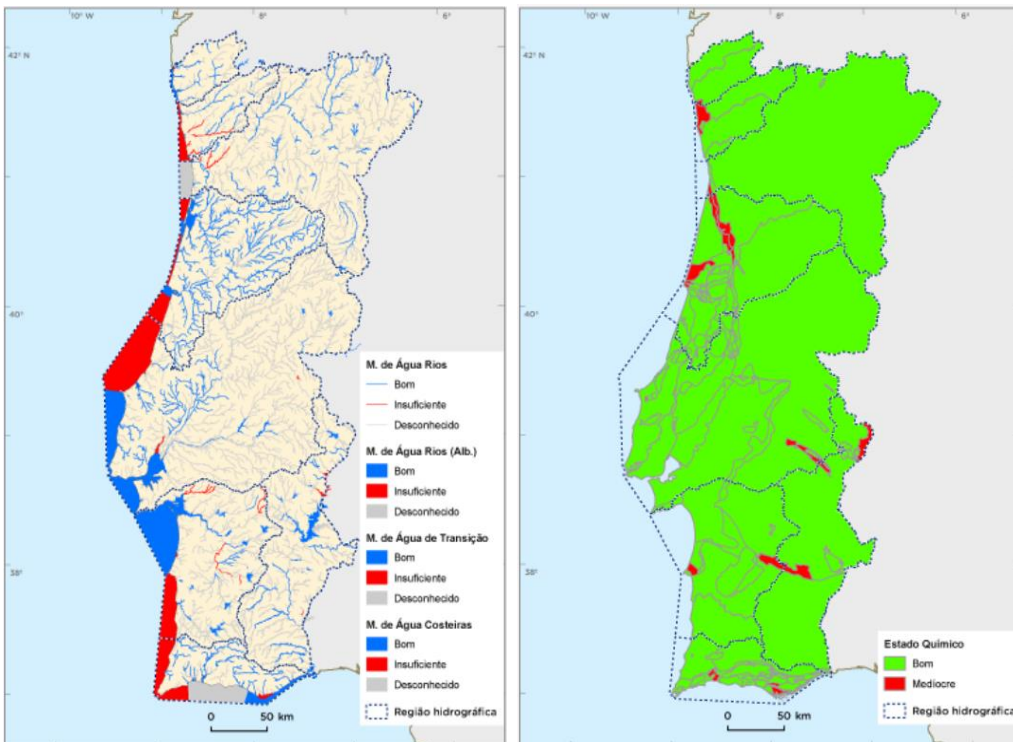 10° W
8°
6°
42° N
40°
38°
M. de Água Rios
Bom
Insuficiente
Desconhecido
M. de Água Rios (Alb.)
Bom
Insuficiente
Desconhecido
M. de Água de Transição
Bom
Insuficiente
Desconhecido
M. de Água Costeiras
Bom
Insuficiente
Desconhecido
Região hidrográfica
0 50 km
10° W
8°
6°
42° N
40°
38°
Estado Químico
Bom
Medíocre
Região hidrográfica
0 50 km